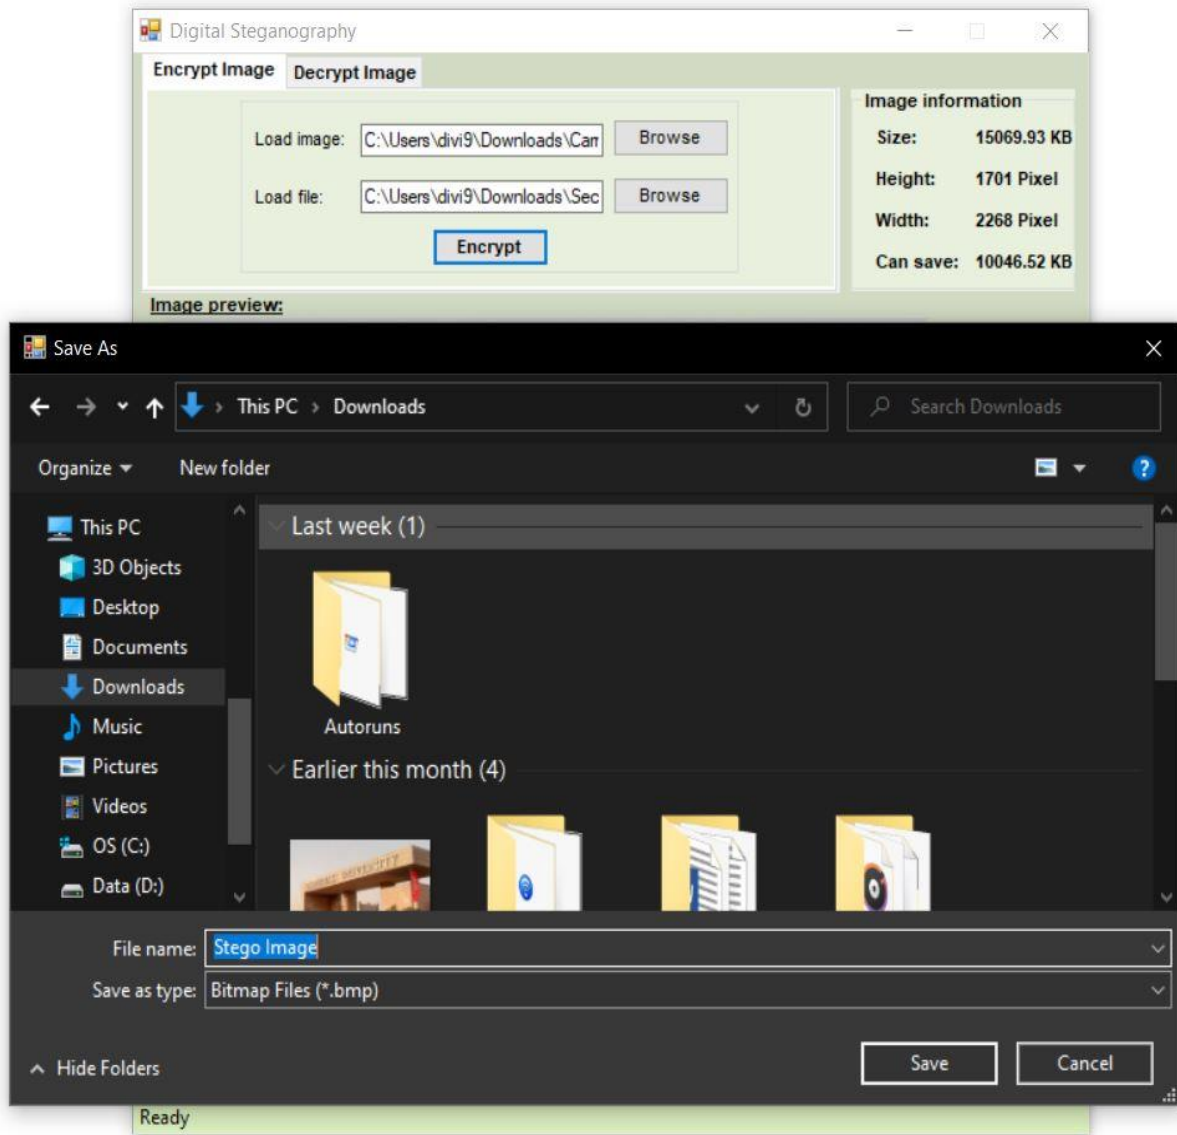 Digital Steganography
Encrypt Image Decrypt Image
Load image: C:\Users\divi9\Downloads\Can Browse
Load file: C:\Users\divi9\Downloads\Sec Browse
Encrypt
Image information
Size: 15069.93 KB
Height: 1701 Pixel
Width: 2268 Pixel
Can save: 10046.52 KB
Image preview:
Save As
This PC > Downloads
Search Downloads
Organize New folder
This PC
3D Objects
Desktop
Documents
Downloads
Music
Pictures
Videos
OS (C:)
Data (D:)
Last week (1)
Autoruns
Earlier this month (4)
File name: Stego Image
Save as type: Bitmap Files (*.bmp)
Hide Folders
Save Cancel
Ready